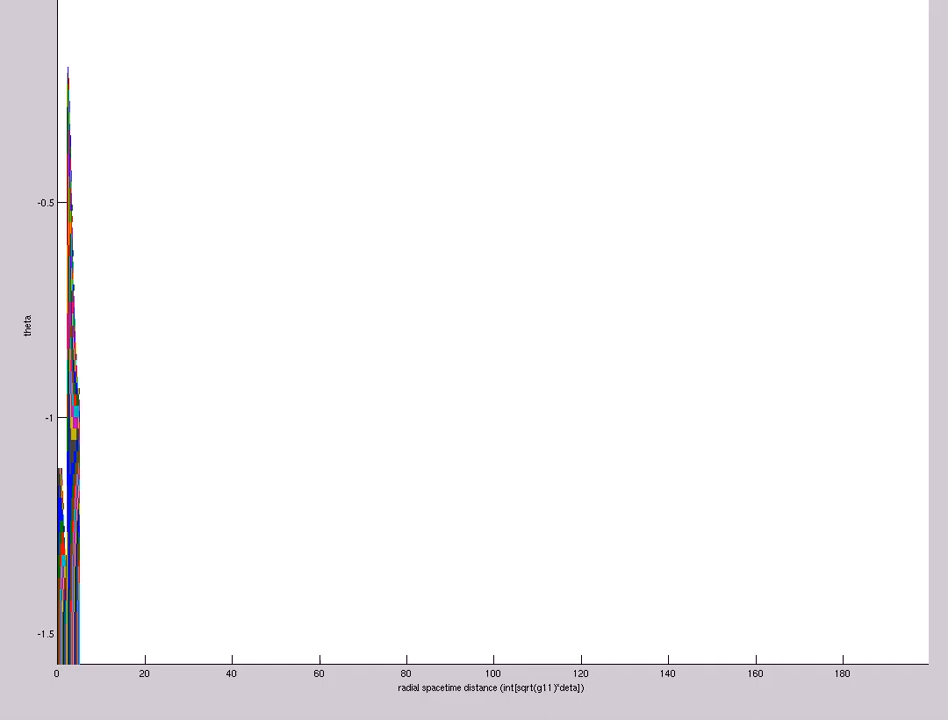 -0.5
theta
-1
-1.5
0 20 40 60 80 100 120 140 160 180
radial spacetime distance (int[sqrt(g11)*deta])